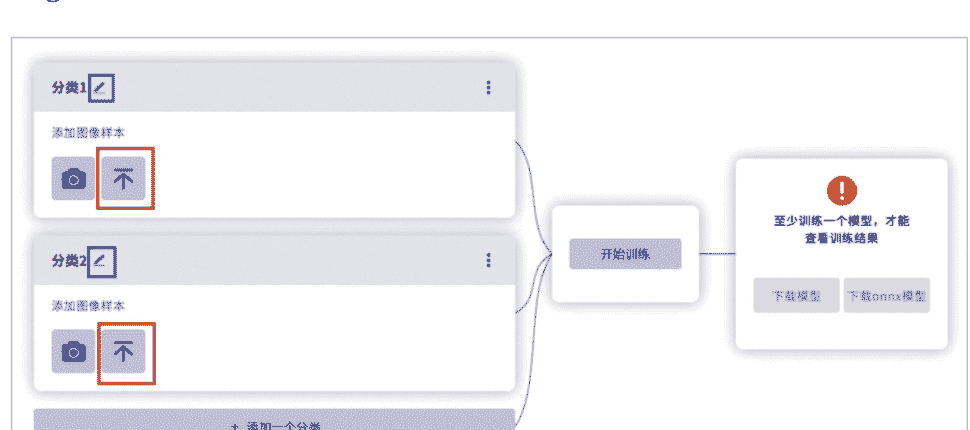 分类1
添加图像样本
分类2
添加图像样本
+ 添加一个分类
开始训练
至少训练一个模型，才能
查看训练结果
下载模型
下载onnx模型